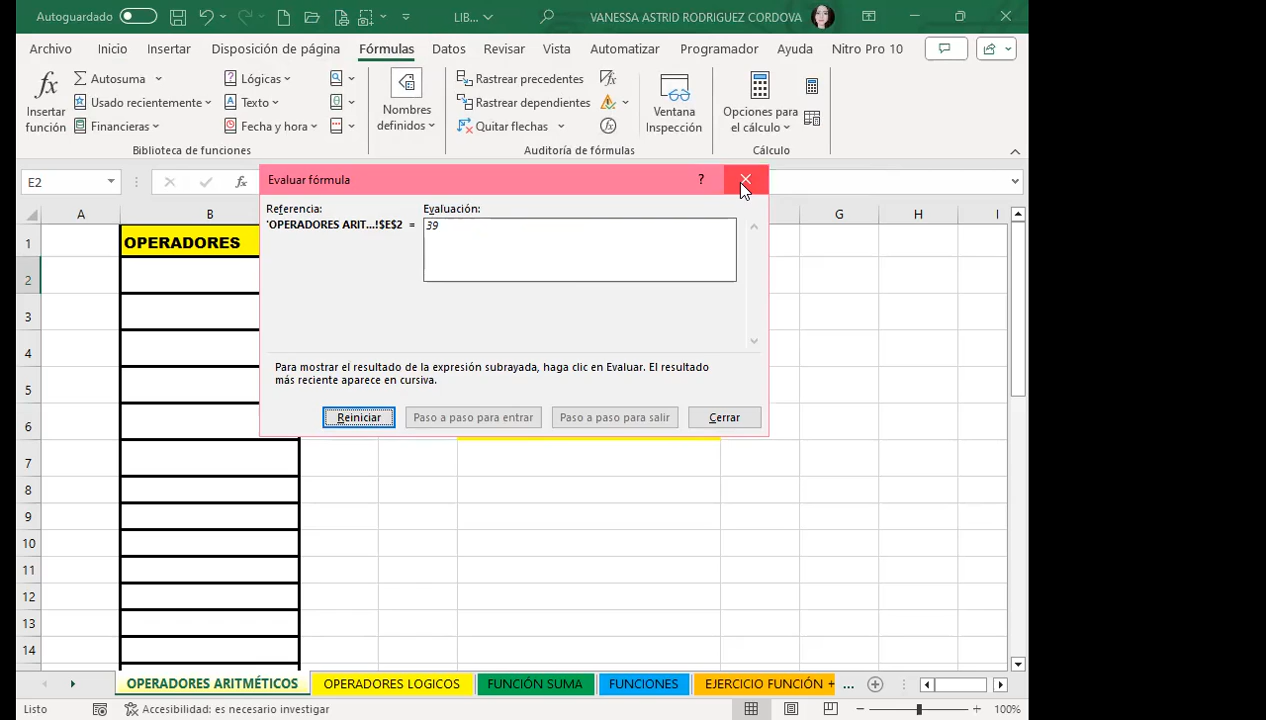 Autoguardado
LIB...
VANESSA ASTRID RODRIGUEZ CORDOVA
Archivo Inicio Insertar Disposición de página Fórmulas Datos Revisar Vista Automatizar Programador Ayuda Nitro Pro 10
fx Insertar función
Autosuma
Usado recientemente
Financieras
Lógicas
Texto
Fecha y hora
Nombres definidos
Rastrear precedentes
Rastrear dependientes
Quitar flechas
Ventana Inspección
Opciones para el cálculo
Biblioteca de funciones
Auditoría de fórmulas
Cálculo
E2
fx
Evaluar fórmula
?
Referencia:
Evaluación:
'OPERADORES ARIT...!$E$2 =
39
Para mostrar el resultado de la expresión subrayada, haga clic en Evaluar. El resultado
más reciente aparece en cursiva.
Reiniciar
Paso a paso para entrar
Paso a paso para salir
Cerrar
A B G H I
1 OPERADORES
2
3
4
5
6
7
8
9
10
11
12
13
14
OPERADORES ARITMÉTICOS
OPERADORES LOGICOS
FUNCIÓN SUMA
FUNCIONES
EJERCICIO FUNCIÓN +
...
Listo
Accesibilidad: es necesario investigar
100%